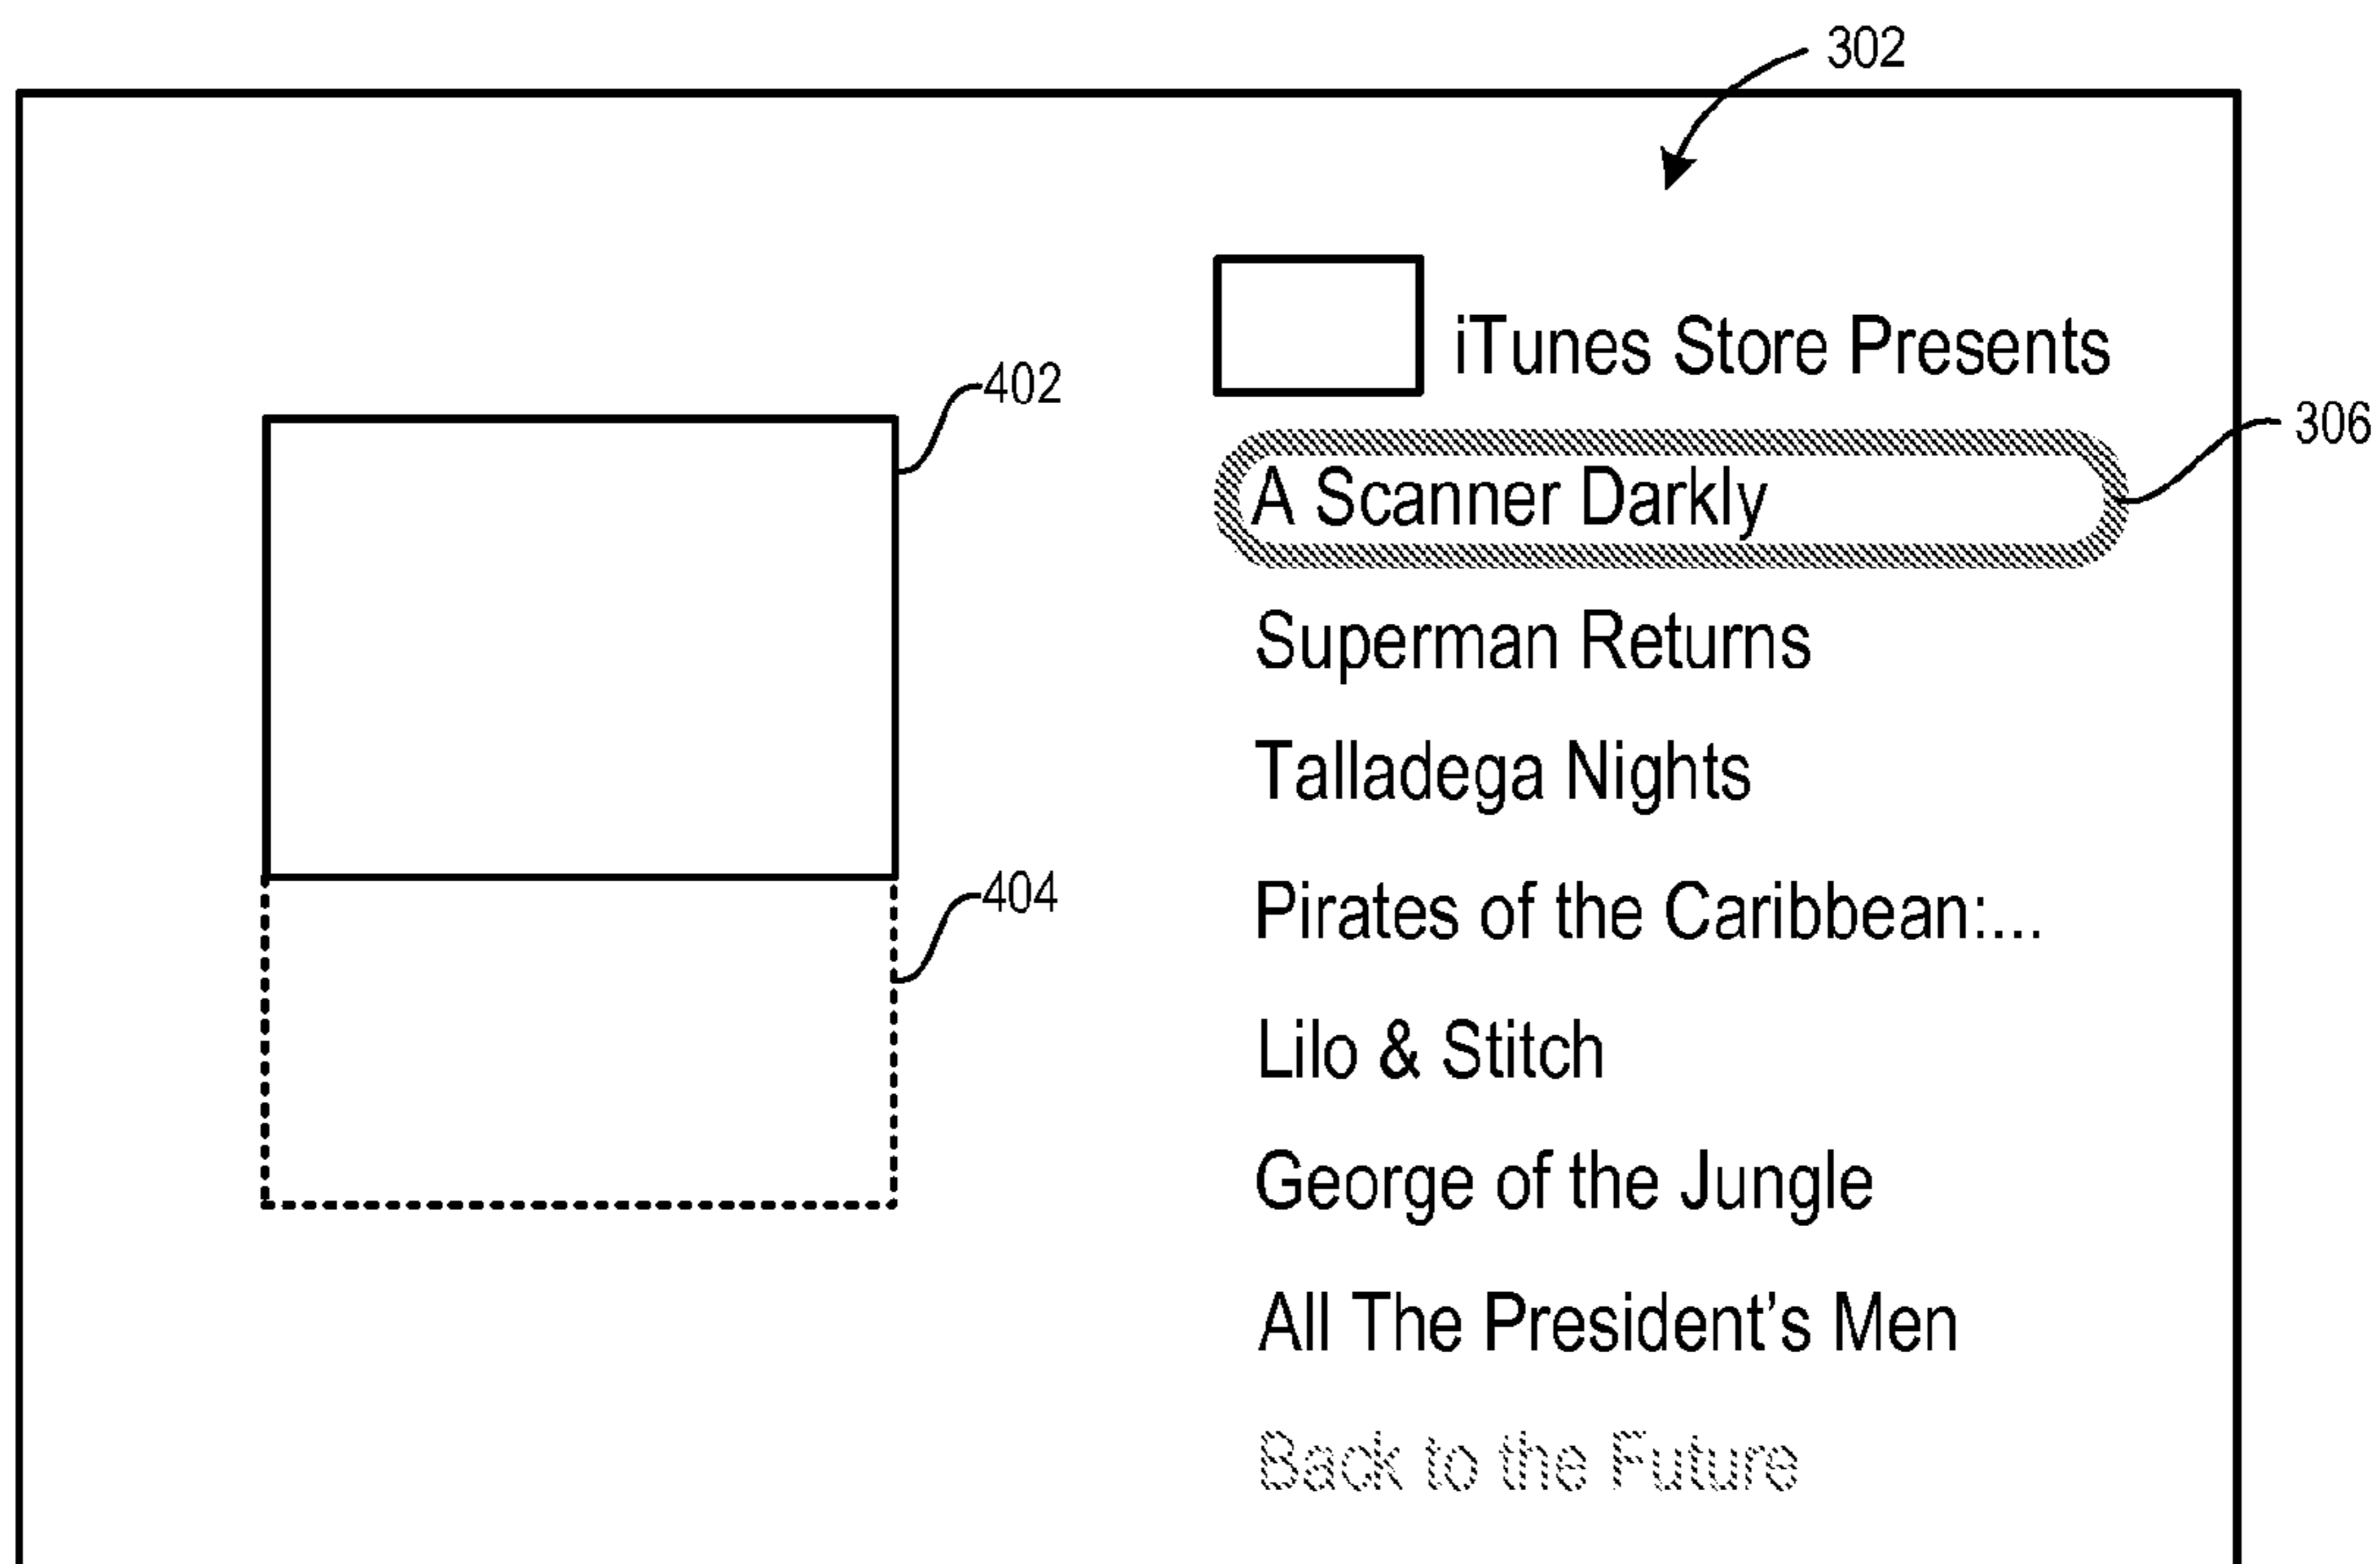 302
iTunes Store Presents
402
306
A Scanner Darkly
Superman Returns
Talladega Nights
404
Pirates of the Caribbean:...
Lilo & Stitch
George of the Jungle
All The President’s Men
Back to the Future